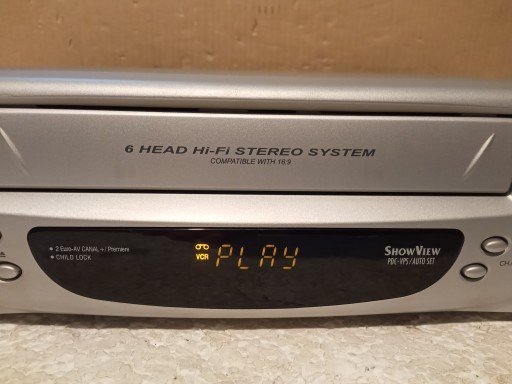 6 HEAD Hi-Fi STEREO SYSTEM
COMPATIBLE WITH 16:9
• 2 Euro-AV CANAL+/Premiere
• CHILD LOCK
VCR PLAY
SHOWVIEW
PDC-VPS/AUTO SET